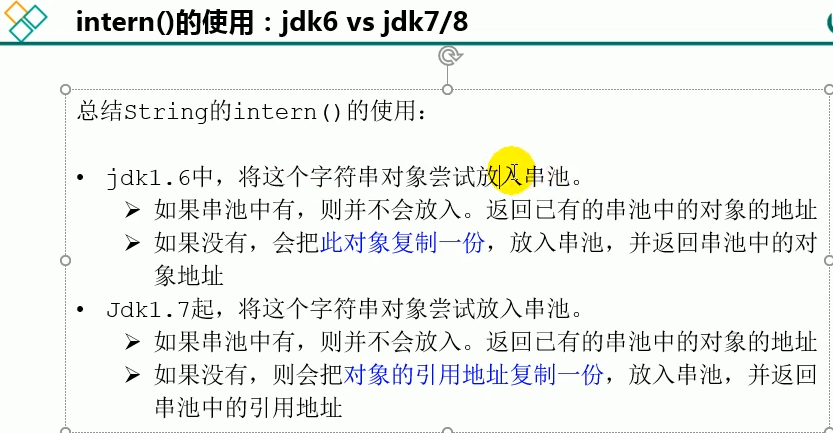 intern()的使用：jdk6 vs jdk7/8
总结String的intern()的使用：
• jdk1.6中，将这个字符串对象尝试放入串池。
➢ 如果串池中有，则并不会放入。返回已有的串池中的对象的地址
➢ 如果没有，会把此对象复制一份，放入串池，并返回串池中的对
象地址
• Jdk1.7起，将这个字符串对象尝试放入串池。
➢ 如果串池中有，则并不会放入。返回已有的串池中的对象的地址
➢ 如果没有，则会把对象的引用地址复制一份，放入串池，并返回
串池中的引用地址